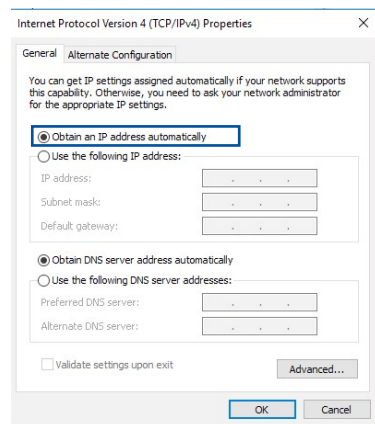 Internet Protocol Version 4 (TCP/IPv4) Properties
General
Alternate Configuration
You can get IP settings assigned automatically if your network supports
this capability. Otherwise, you need to ask your network administrator
for the appropriate IP settings.
Obtain an IP address automatically
Use the following IP address:
IP address:
Subnet mask:
Default gateway:
Obtain DNS server address automatically
Use the following DNS server addresses:
Preferred DNS server:
Alternate DNS server:
Validate settings upon exit
Advanced...
OK
Cancel